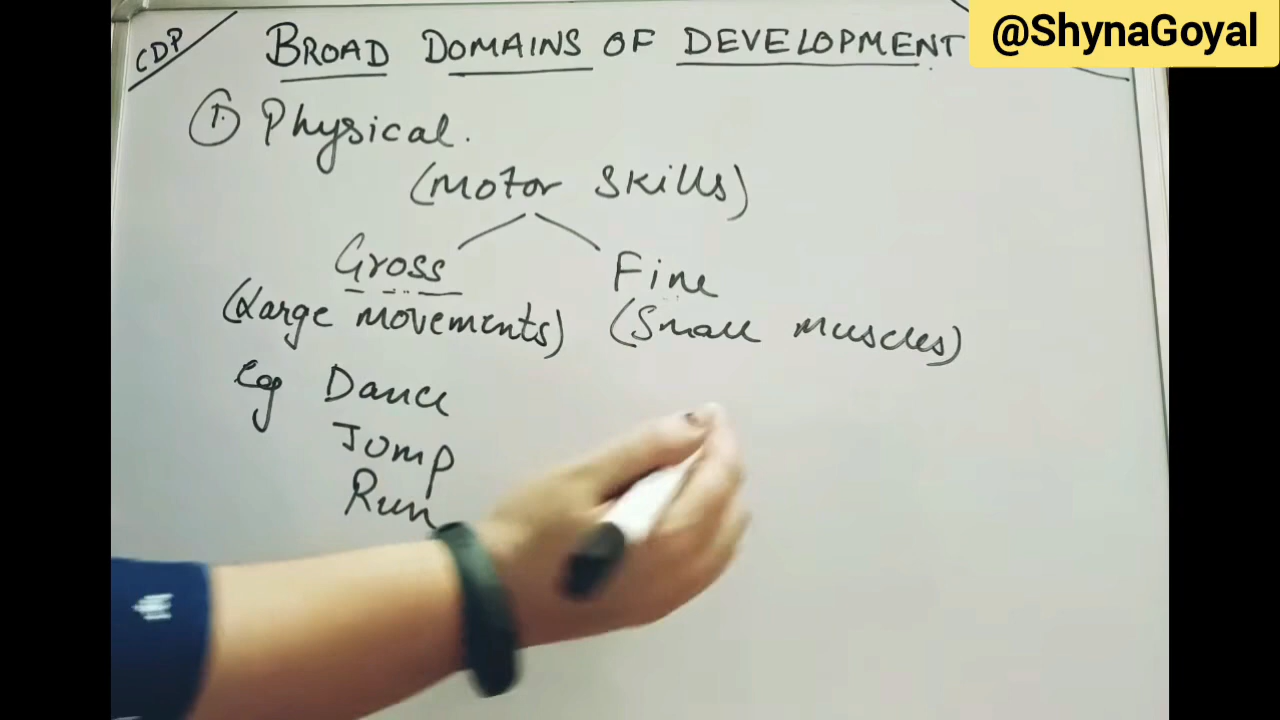 @ShynaGoyal
CDP
BROAD DOMAINS OF DEVELOPMENT
1. Physical.
(Motor Skills)
Gross Fine
(Large movements) (Small muscles)
eg Dance
Jump
Run